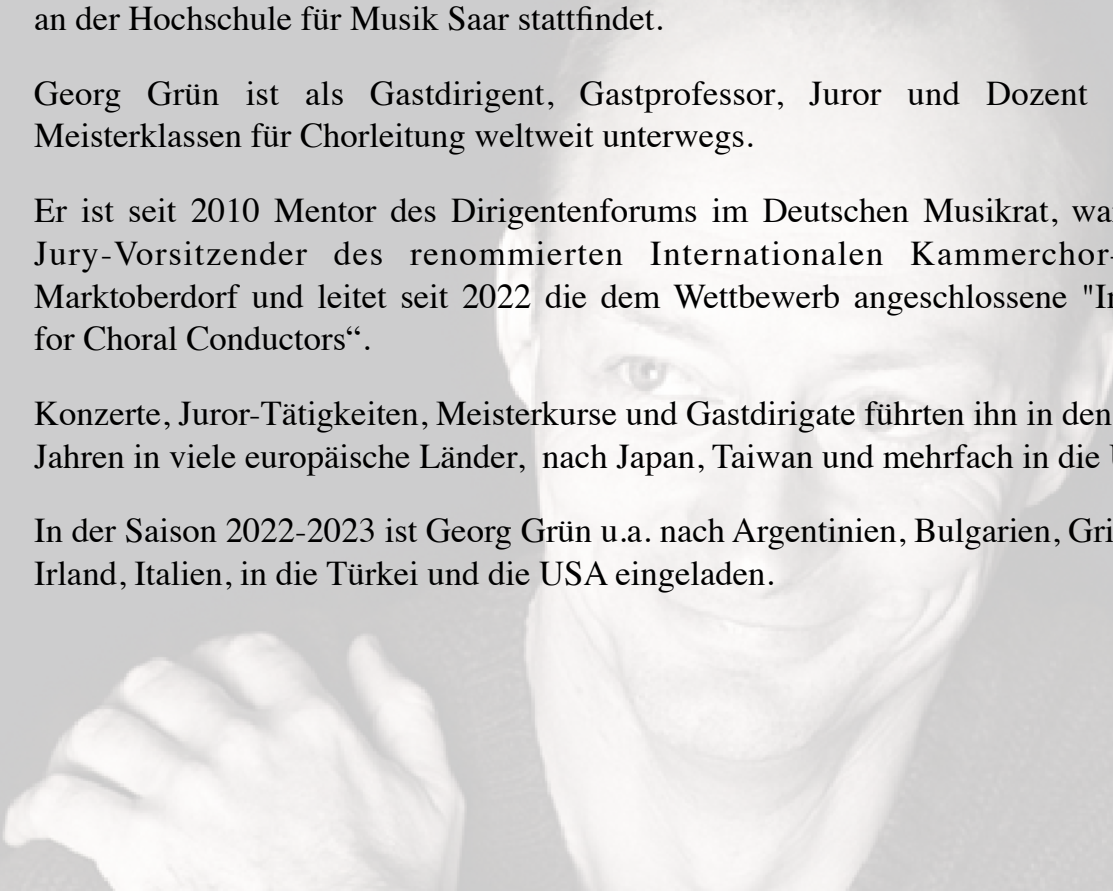 an der Hochschule für Musik Saar stattfindet.
Georg Grün ist als Gastdirigent, Gastprofessor, Juror und Dozent
Meisterklassen für Chorleitung weltweit unterwegs.
Er ist seit 2010 Mentor des Dirigentenforums im Deutschen Musikrat,
Jury-Vorsitzender des renommierten Internationalen Kammerchor-
Marktoberdorf und leitet seit 2022 die dem Wettbewerb angeschlossene
for Choral Conductors“.
Konzerte, Juror-Tätigkeiten, Meisterkurse und Gastdirigate führten ihn in den
Jahren in viele europäische Länder, nach Japan, Taiwan und mehrfach in die
In der Saison 2022-2023 ist Georg Grün u.a. nach Argentinien, Bulgarien,
Irland, Italien, in die Türkei und die USA eingeladen.